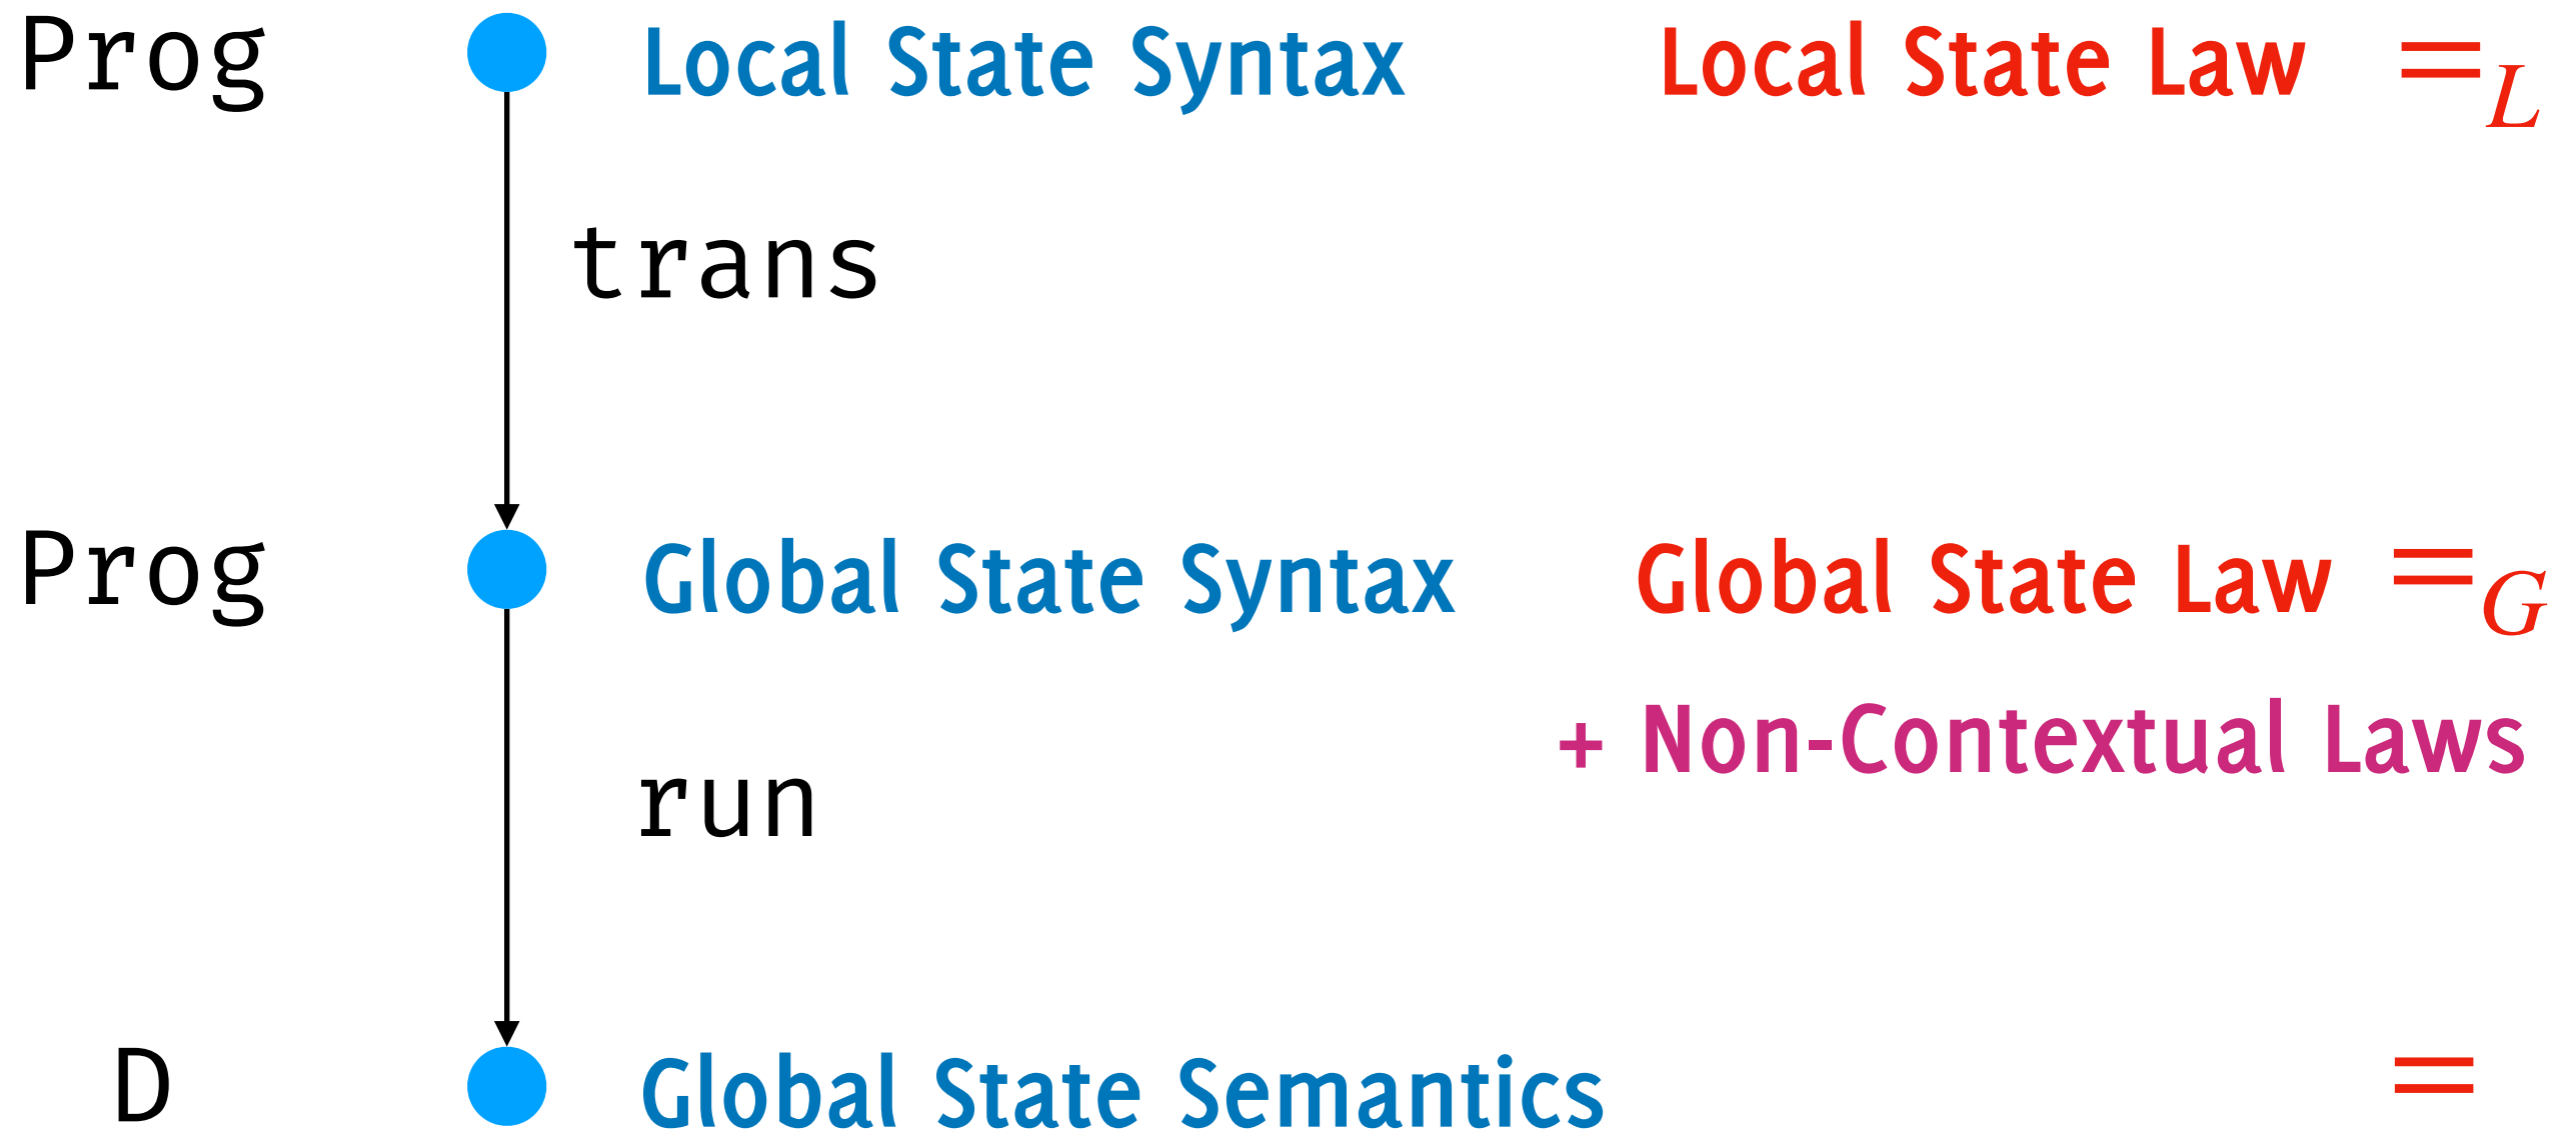 Prog Local State Syntax Local State Law =L
trans
Prog Global State Syntax Global State Law =G
+ Non-Contextual Laws
run
D Global State Semantics =